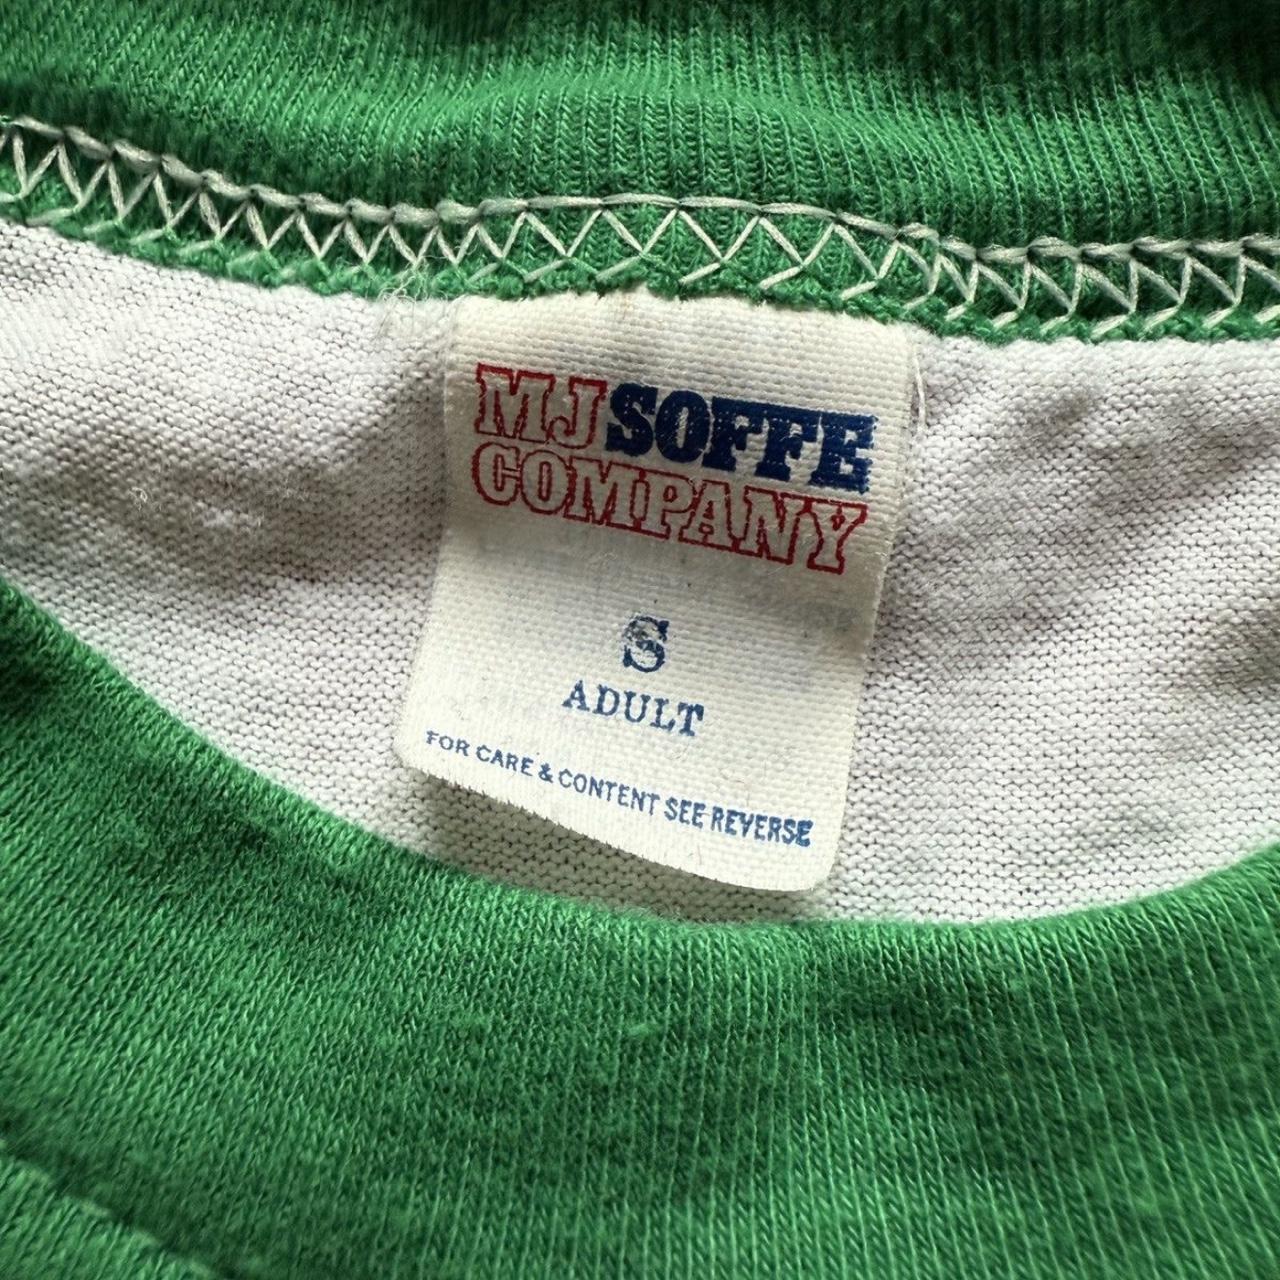 MJ SOFFE
COMPANY
S
ADULT
FOR CARE & CONTENT SEE REVERSE